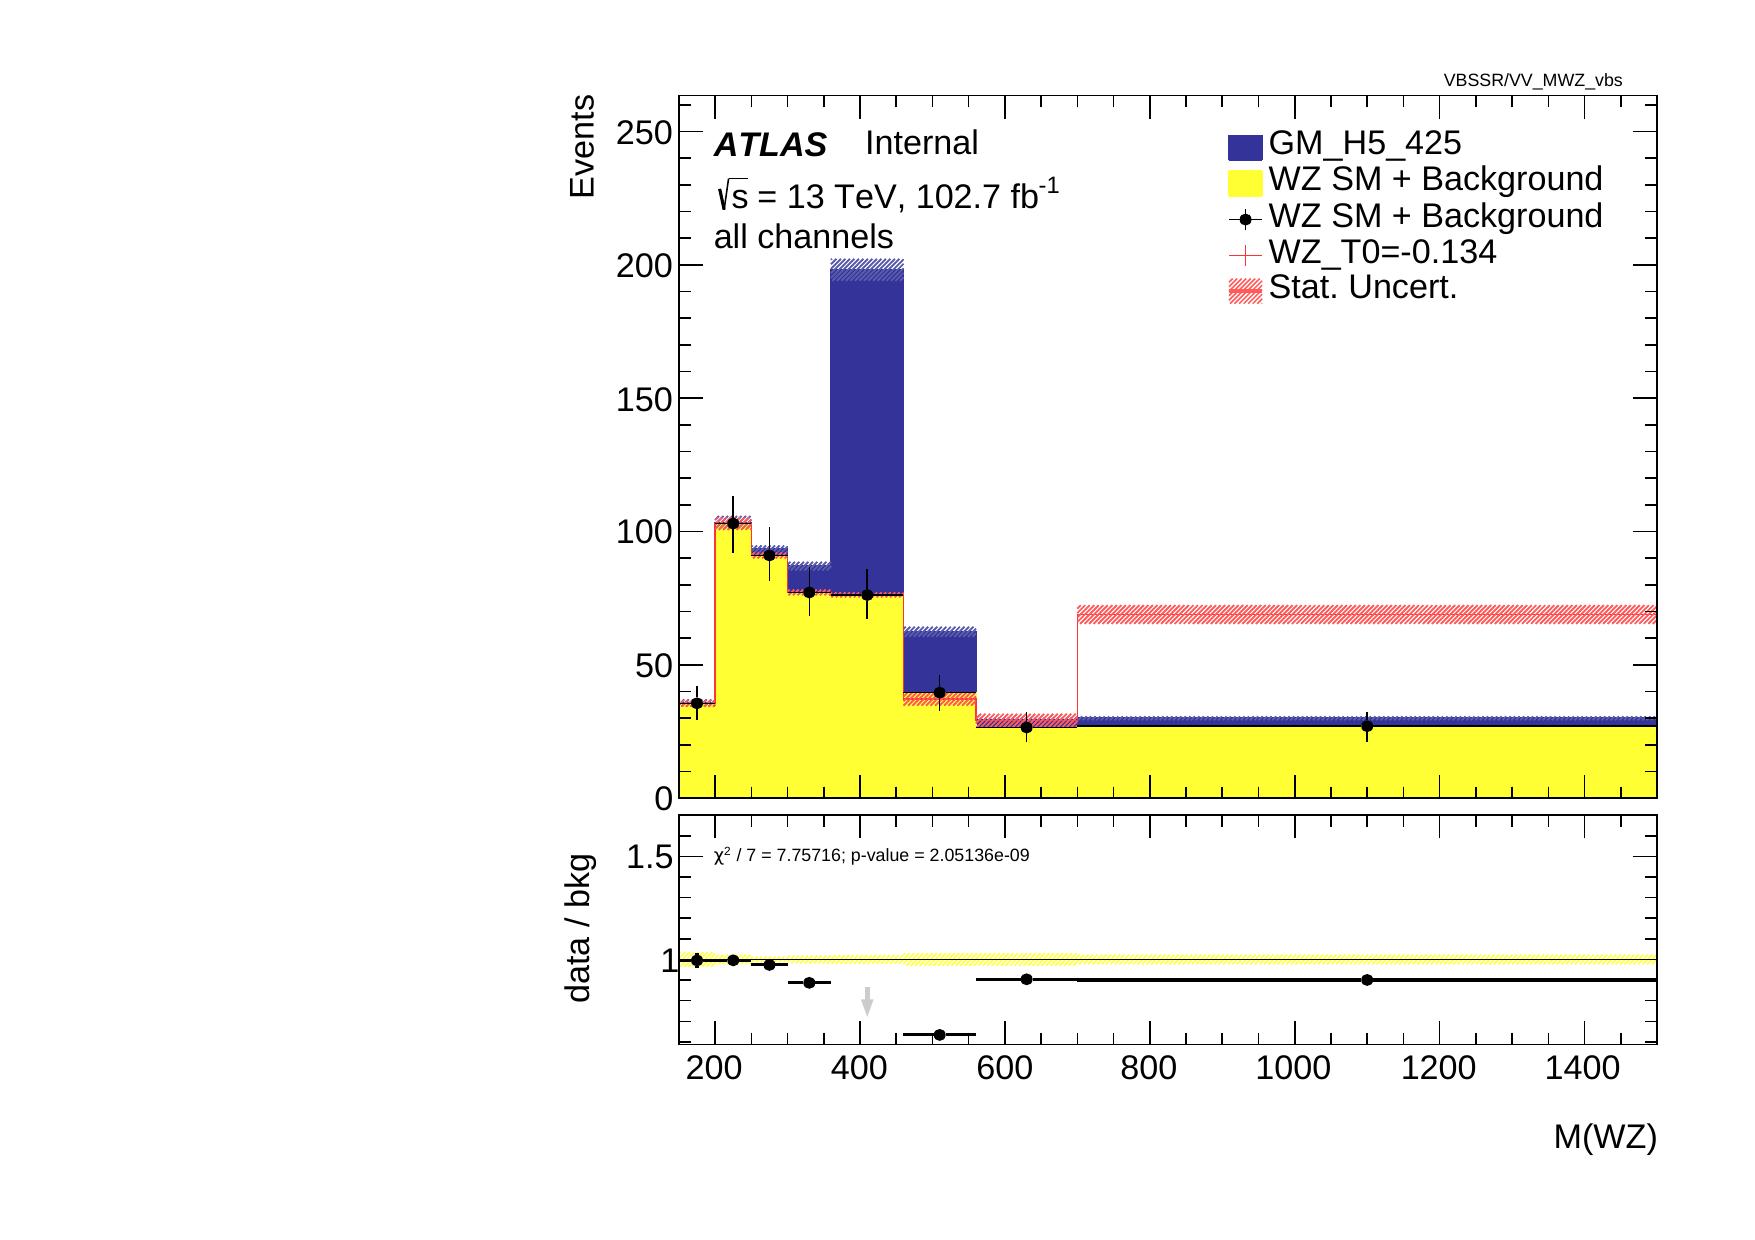 VBSSR/VV_MWZ_vbs
Events
250
200
150
100
50
0
ATLAS Internal
√s = 13 TeV, 102.7 fb⁻¹
all channels
GM_H5_425
WZ SM + Background
WZ SM + Background
WZ_T0=-0.134
Stat. Uncert.
data / bkg
1.5
1
χ² / 7 = 7.75716; p-value = 2.05136e-09
200 400 600 800 1000 1200 1400
M(WZ)